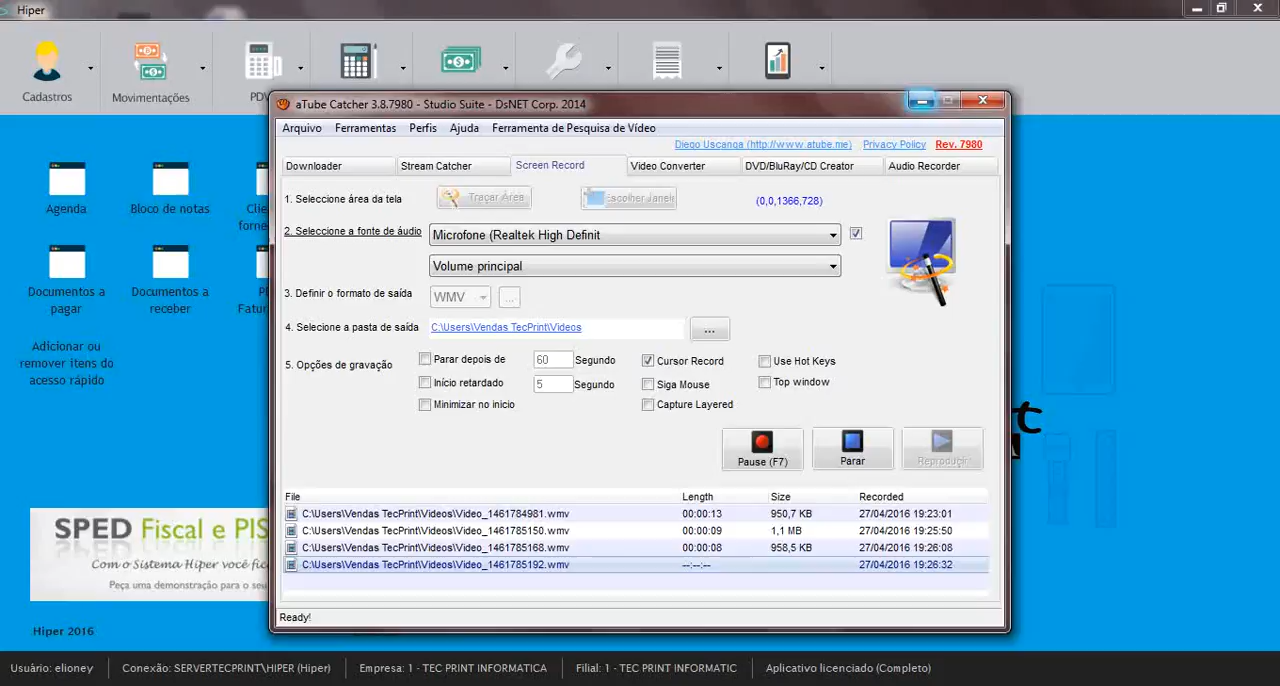 Hiper
Cadastros
Movimentações
PDV
aTube Catcher 3.8.7980 - Studio Suite - DsNET Corp. 2014
Arquivo Ferramentas Perfis Ajuda Ferramenta de Pesquisa de Vídeo
Diego Uscanga (http://www.atube.me) Privacy Policy Rev. 7980
Downloader Stream Catcher Screen Record Video Converter DVD/BluRay/CD Creator Audio Recorder
1. Seleccione área da tela Traçar Área Escolher Janela (0,0,1366,728)
2. Seleccione a fonte de áudio Microfone (Realtek High Definit
Volume principal
3. Definir o formato de saída WMV ...
4. Selecione a pasta de saída C:\Users\Vendas TecPrint\Videos ...
5. Opções de gravação
Parar depois de 60 Segundo Cursor Record Use Hot Keys
Início retardado 5 Segundo Siga Mouse Top window
Minimizar no inicio Capture Layered
Pause (F7) Parar Reproduzir
File Length Size Recorded
C:\Users\Vendas TecPrint\Videos\Video_1461784981.wmv 00:00:13 950,7 KB 27/04/2016 19:23:01
C:\Users\Vendas TecPrint\Videos\Video_1461785150.wmv 00:00:09 1,1 MB 27/04/2016 19:25:50
C:\Users\Vendas TecPrint\Videos\Video_1461785168.wmv 00:00:08 958,5 KB 27/04/2016 19:26:08
C:\Users\Vendas TecPrint\Videos\Video_1461785192.wmv --:--:-- 27/04/2016 19:26:32
Ready!
Agenda
Bloco de notas
Documentos a
pagar
Documentos a
receber
Adicionar ou
remover itens do
acesso rápido
SPED Fiscal e PIS
Com o Sistema Hiper você fic
Peça uma demonstração para o seu
Hiper 2016
Usuário: elioney Conexão: SERVERTECPRINT\HIPER (Hiper) Empresa: 1 - TEC PRINT INFORMATICA Filial: 1 - TEC PRINT INFORMATIC Aplicativo licenciado (Completo)